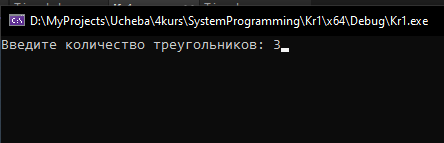 D:\MyProjects\Ucheba\4kurs\SystemProgramming\Kr1\x64\Debug\Kr1.exe
Введите количество треугольников: 3